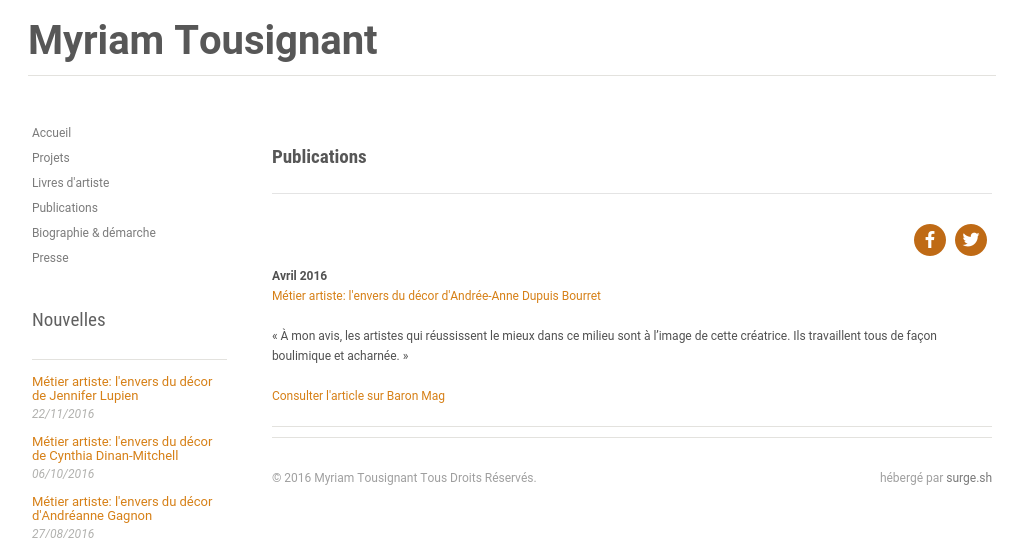 Myriam Tousignant
Accueil
Projets
Livres d'artiste
Publications
Biographie & démarche
Presse
Nouvelles
Métier artiste: l'envers du décor
de Jennifer Lupien
22/11/2016
Métier artiste: l'envers du décor
de Cynthia Dinan-Mitchell
06/10/2016
Métier artiste: l'envers du décor
d'Andréanne Gagnon
27/08/2016
Publications
Avril 2016
Métier artiste: l'envers du décor d'Andrée-Anne Dupuis Bourret
« À mon avis, les artistes qui réussissent le mieux dans ce milieu sont à l’image de cette créatrice. Ils travaillent tous de façon
boulimique et acharnée. »
Consulter l'article sur Baron Mag
© 2016 Myriam Tousignant Tous Droits Réservés.
hébergé par surge.sh